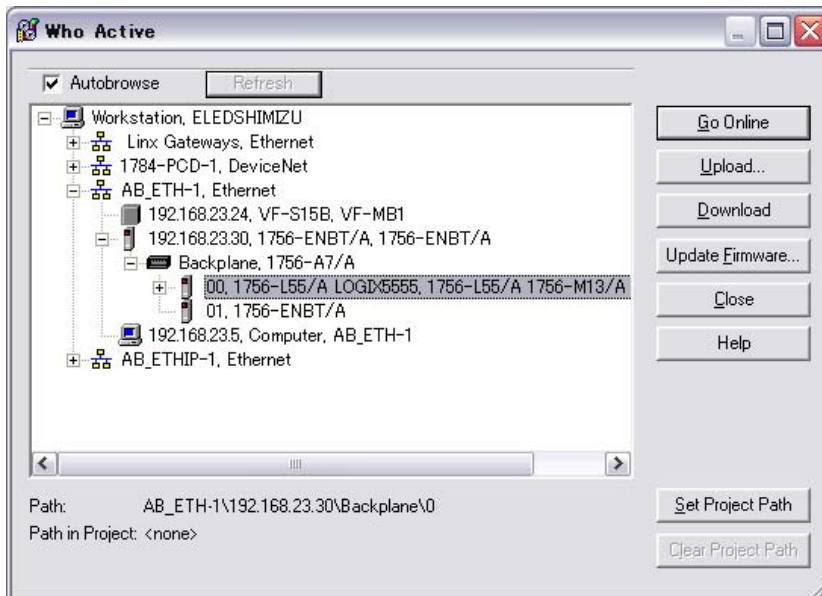 Who Active
Autobrowse
Refresh
Workstation, ELEDSHIMIZU
Linx Gateways, Ethernet
1784-PCD-1, DeviceNet
AB_ETH-1, Ethernet
192.168.23.24, VF-S15B, VF-MB1
192.168.23.30, 1756-ENBT/A, 1756-ENBT/A
Backplane, 1756-A7/A
00, 1756-L55/A LOGIX5555, 1756-L55/A 1756-M13/A
01, 1756-ENBT/A
192.168.23.5, Computer, AB_ETH-1
AB_ETHIP-1, Ethernet
Go Online
Upload...
Download
Update Firmware...
Close
Help
Path: AB_ETH-1\192.168.23.30\Backplane\0
Path in Project: <none>
Set Project Path
Clear Project Path